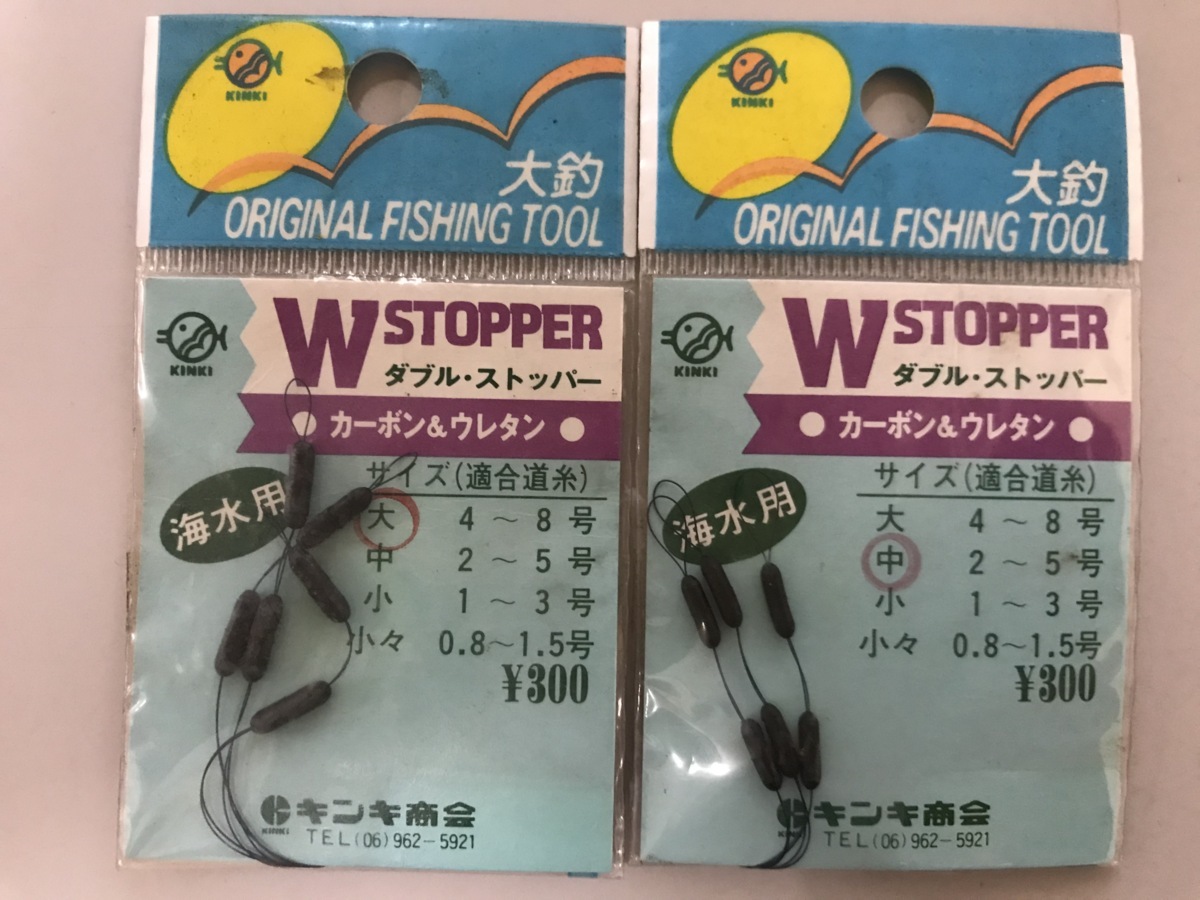 KINKI
大釣
ORIGINAL FISHING TOOL
KINKI
W STOPPER
ダブル・ストッパー
カーボン&ウレタン
海水用
サイズ(適合道糸)
大 4～8号
中 2～5号
小 1～3号
小々 0.8～1.5号
¥300
KINKI
キンキ商会
TEL(06)962-5921
KINKI
大釣
ORIGINAL FISHING TOOL
KINKI
W STOPPER
ダブル・ストッパー
カーボン&ウレタン
海水用
サイズ(適合道糸)
大 4～8号
中 2～5号
小 1～3号
小々 0.8～1.5号
¥300
KINKI
キンキ商会
TEL(06)962-5921